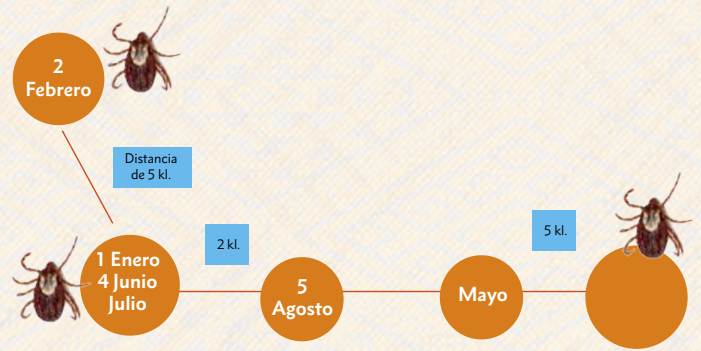 2
Febrero
Distancia
de 5 kl.
1 Enero
4 Junio
Julio
2 kl.
5
Agosto
Mayo
5 kl.